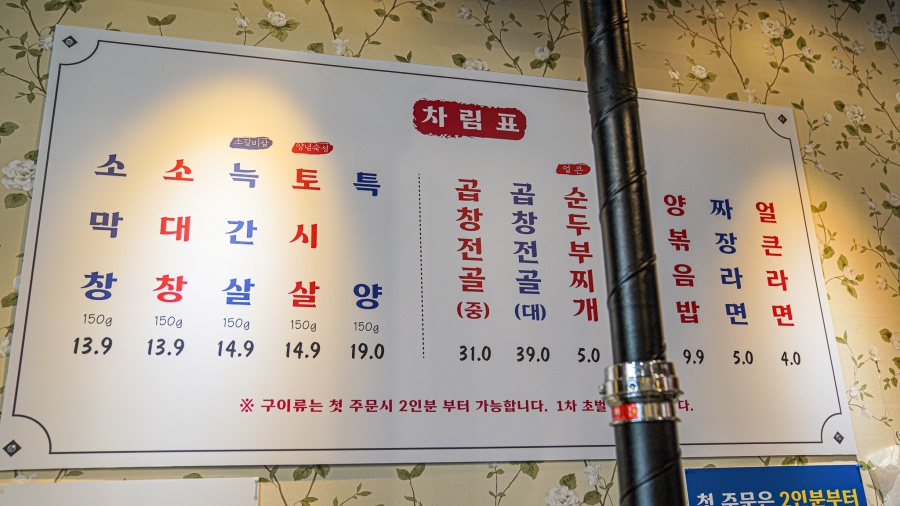 차림표
소막창
150g
13.9
소대창
150g
13.9
소갈비살
늑간살
150g
14.9
양념숙성
토시살
150g
14.9
특양
150g
19.0
곱창전골(중)
31.0
곱창전골(대)
39.0
얼큰
순두부찌개
5.0
양볶음밥
9.9
짜장라면
5.0
얼큰라면
4.0
※ 구이류는 첫 주문시 2인분 부터 가능합니다. 1차 초벌
다.
첫 주문은 2인분부터